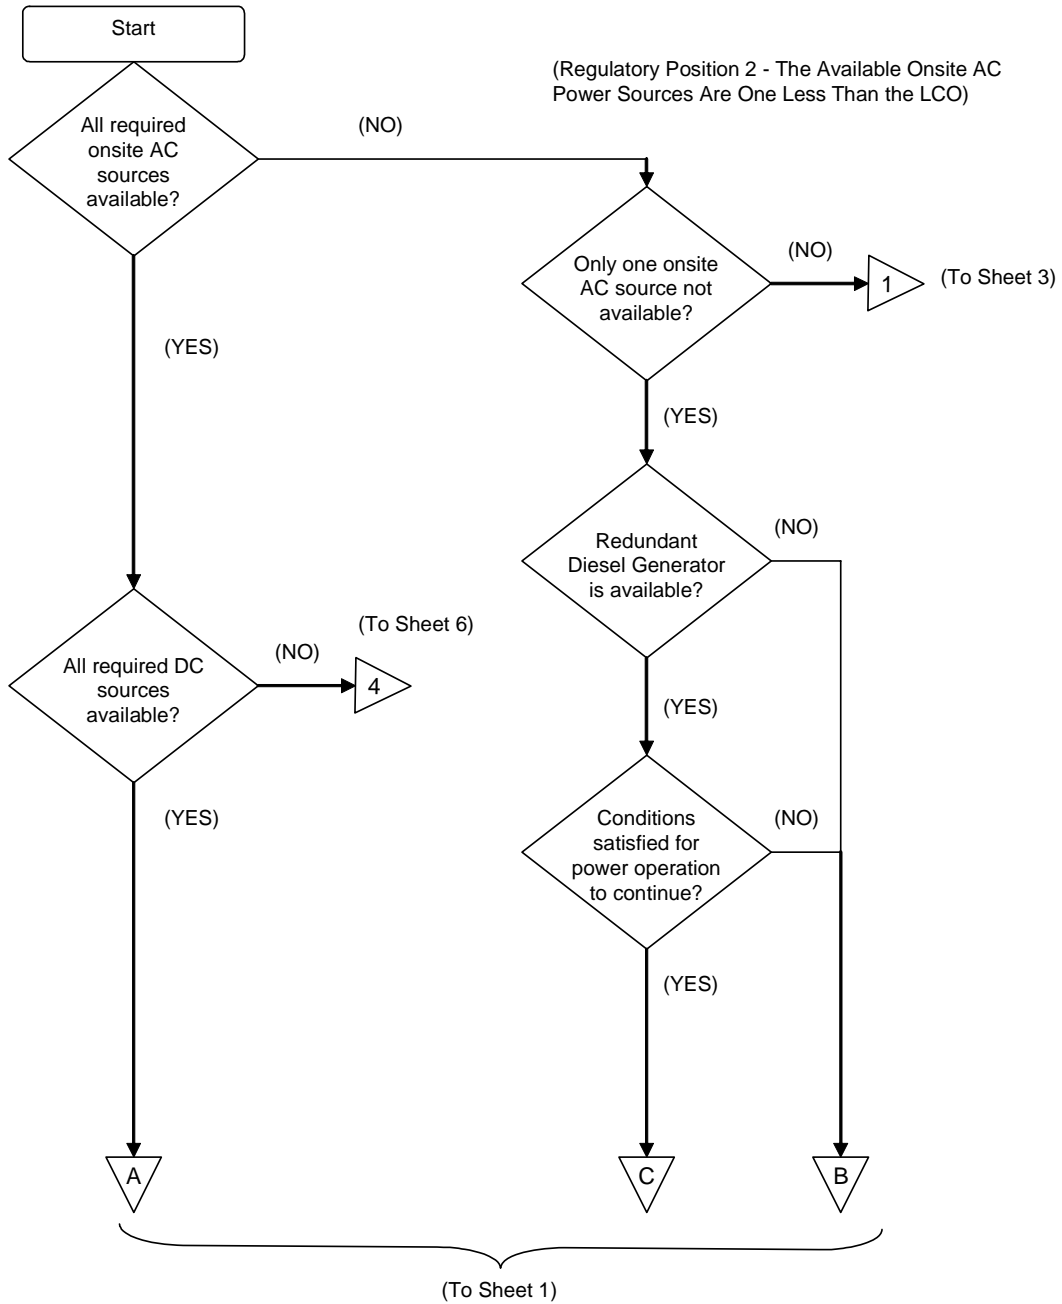 Start
(Regulatory Position 2 - The Available Onsite AC
Power Sources Are One Less Than the LCO)
All required
onsite AC
sources
available?
(NO)
Only one onsite
AC source not
available?
(NO)
1
(To Sheet 3)
(YES)
(YES)
Redundant
Diesel Generator
is available?
(NO)
All required DC
sources
available?
(NO)
(To Sheet 6)
4
(YES)
(YES)
Conditions
satisfied for
power operation
to continue?
(NO)
(YES)
A
C
B
(To Sheet 1)